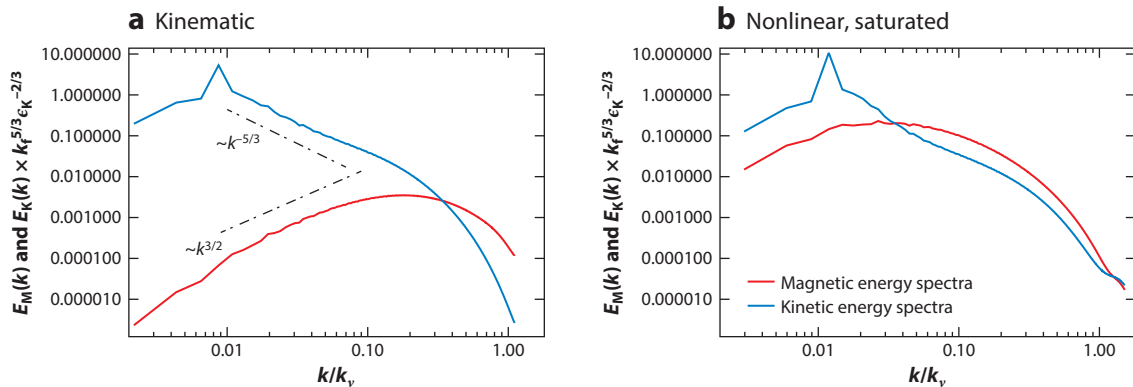 a Kinematic
E_M(k) and E_K(k) × k_f^{5/3} ϵ_K^{−2/3}
10.000000
1.000000
0.100000
0.010000
0.001000
0.000100
0.000010
~k^{−5/3}
~k^{3/2}
0.01
0.10
1.00
k/k_ν
b Nonlinear, saturated
E_M(k) and E_K(k) × k_f^{5/3} ϵ_K^{−2/3}
10.000000
1.000000
0.100000
0.010000
0.001000
0.000100
0.000010
Magnetic energy spectra
Kinetic energy spectra
0.01
0.10
1.00
k/k_ν